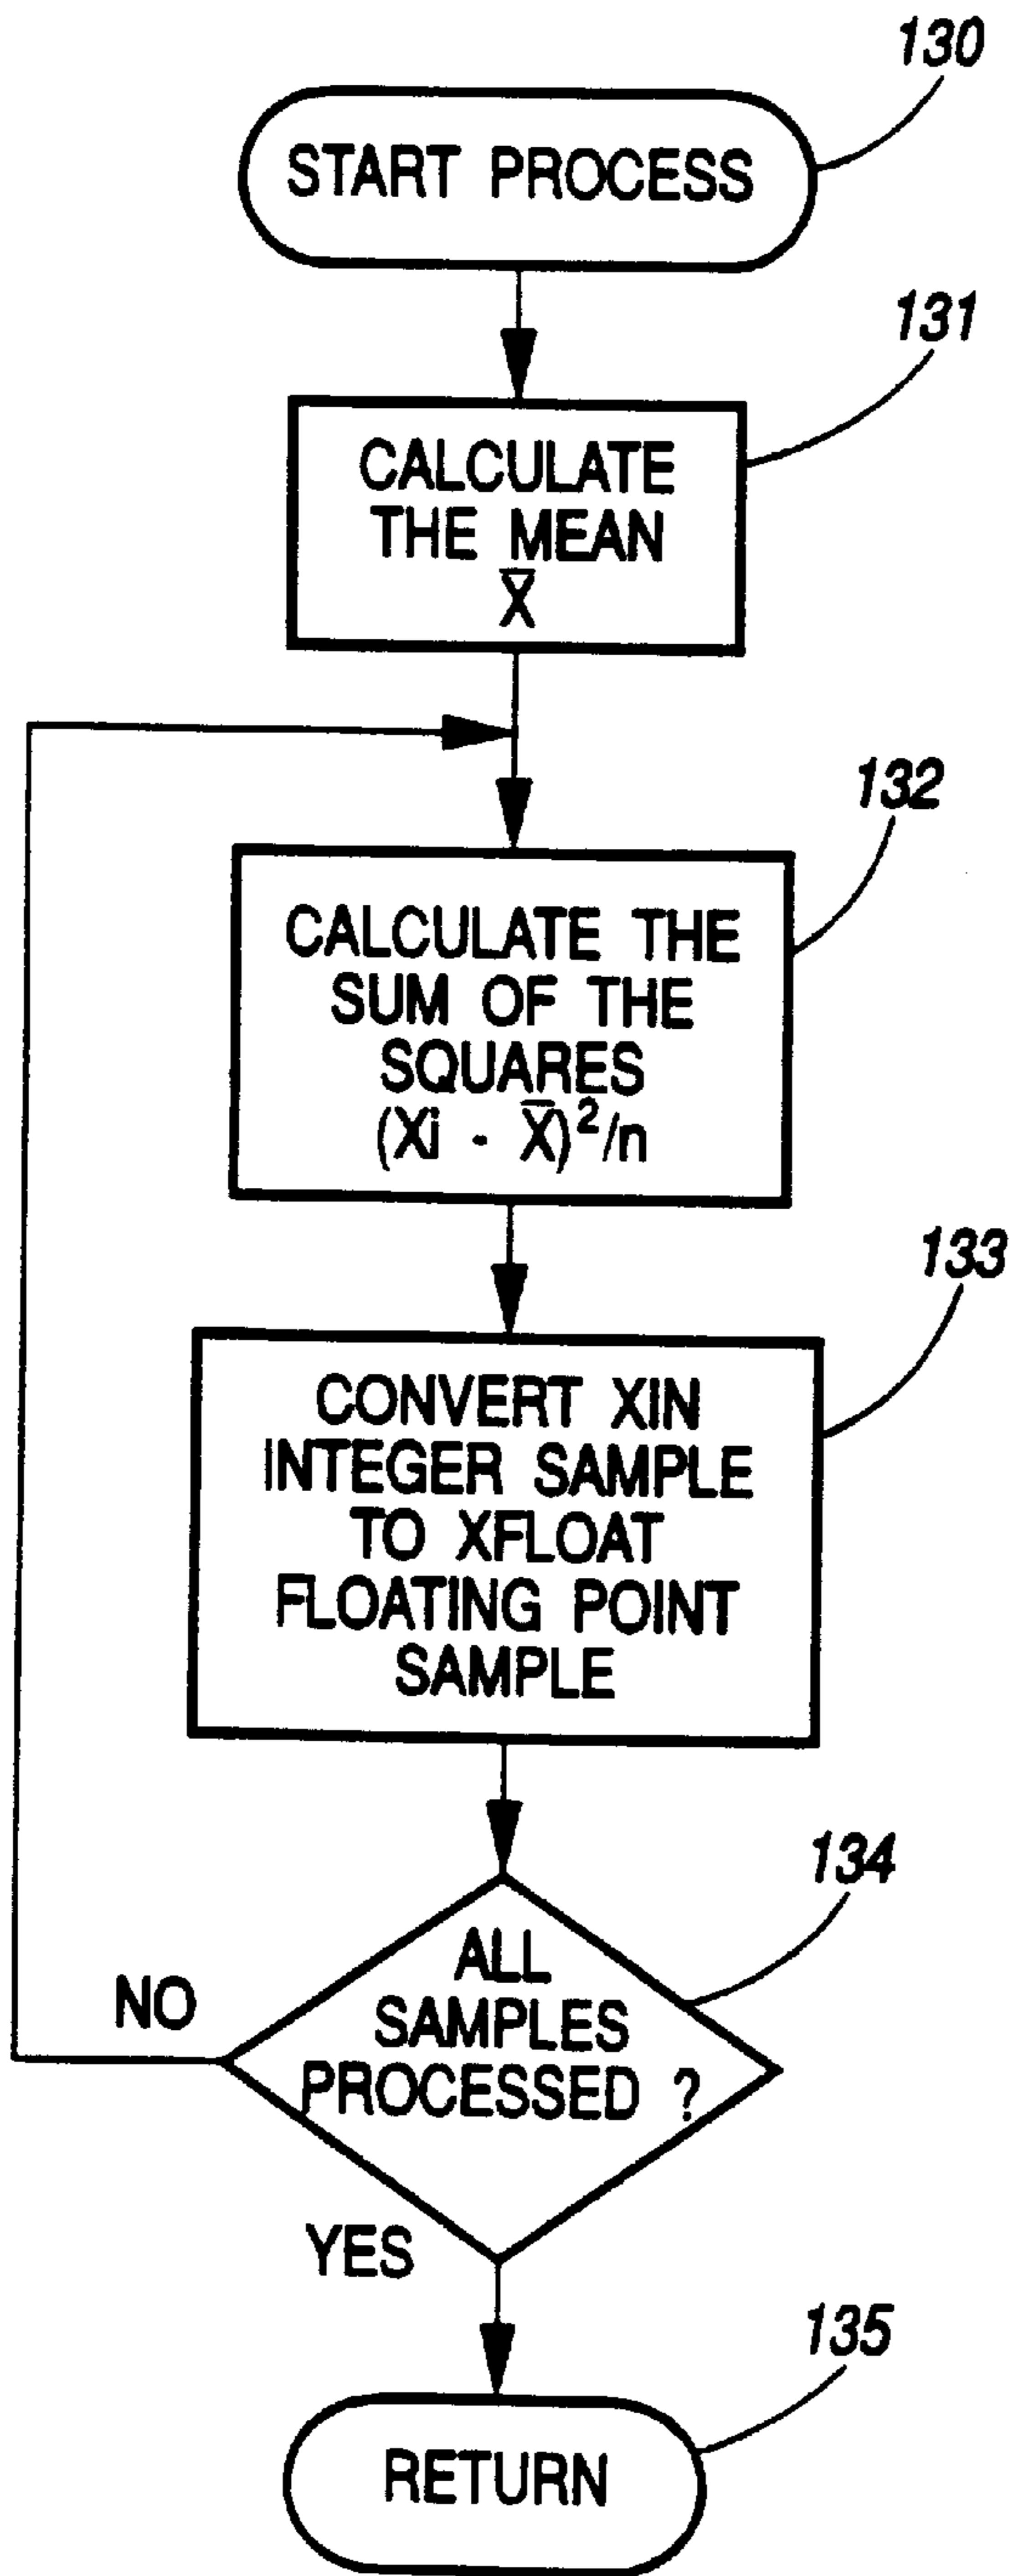 130
START PROCESS
131
CALCULATE
THE MEAN
X̅
132
CALCULATE THE
SUM OF THE
SQUARES
(Xi - X̅)²/n
133
CONVERT XIN
INTEGER SAMPLE
TO XFLOAT
FLOATING POINT
SAMPLE
134
ALL
SAMPLES
PROCESSED ?
NO
YES
135
RETURN